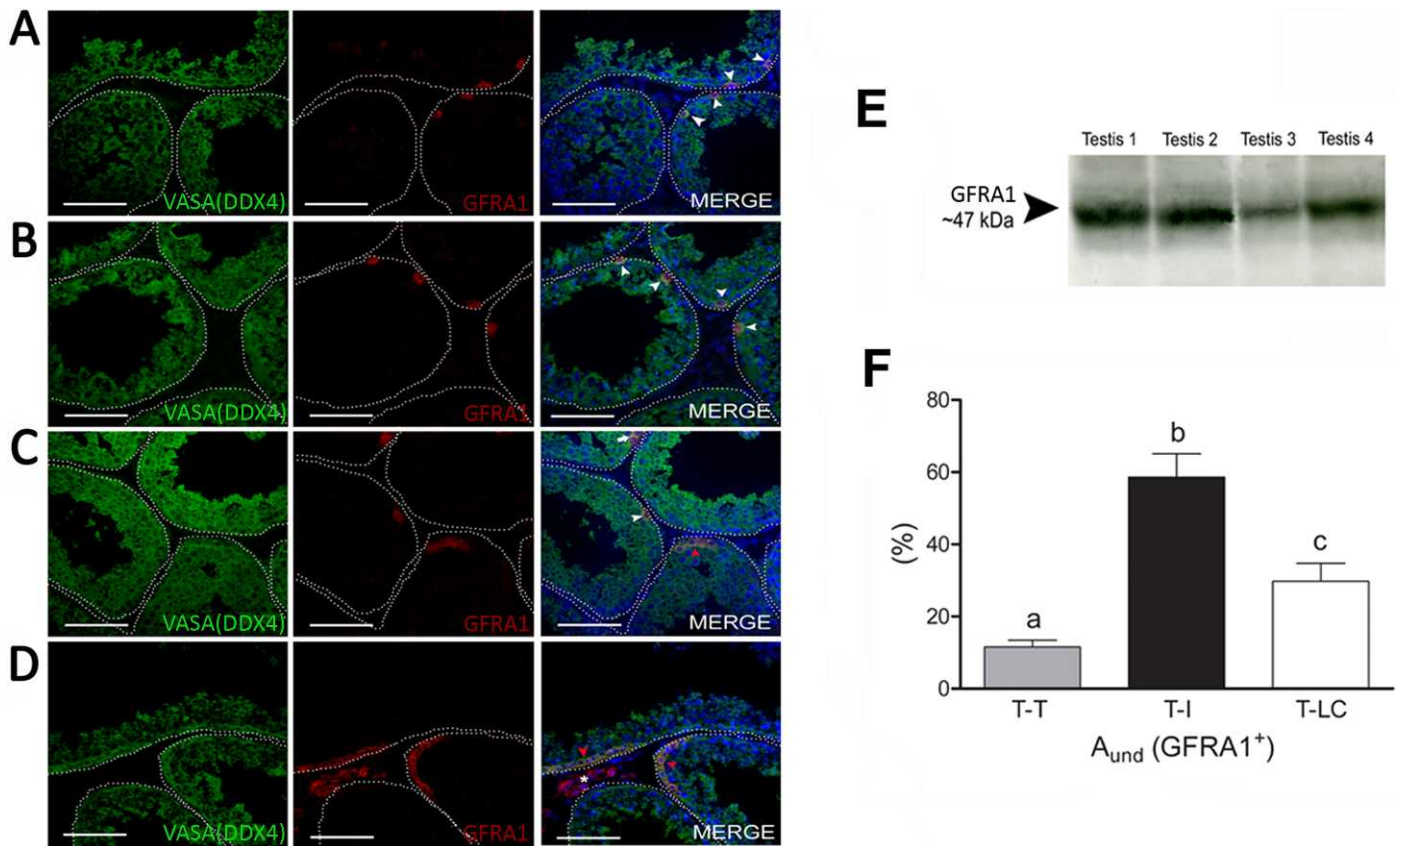 A
VASA(DDX4)
GFRA1
MERGE
B
VASA(DDX4)
GFRA1
MERGE
C
VASA(DDX4)
GFRA1
MERGE
D
VASA(DDX4)
GFRA1
MERGE
E
Testis 1 Testis 2 Testis 3 Testis 4
GFRA1
~47 kDa
F
80
60
40
20
0
(%)
a
b
c
T-T T-I T-LC
Aund (GFRA1+)